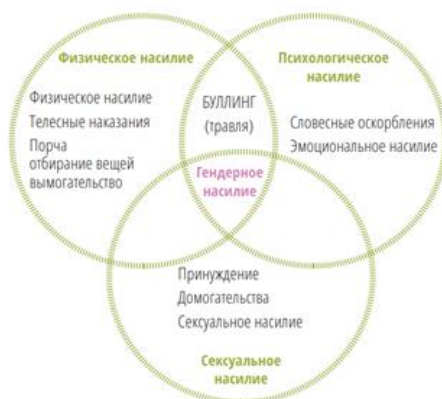 Физическое насилие
Физическое насилие
Телесные наказания
Порча
отбирание вещей
вымогательство
БУЛЛИНГ
(травля)
Гендерное
насилие
Психологическое
насилие
Словесные оскорбления
Эмоциональное насилие
Принуждение
Домогательства
Сексуальное насилие
Сексуальное
насилие